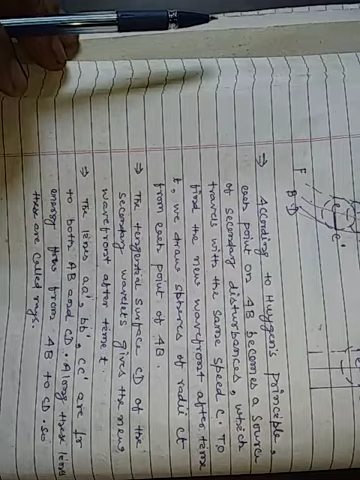 F
B D
e c'
⇒ According to Huygen's principle,
each point on AB becomes a source
of secondary disturbances, which
travels with the same speed c. To
find the new wavefront after time
t, we draw spheres of radii ct
from each point of AB.
⇒ The tangential surface CD of the
secondary wavelets gives the new
wavefront after time t.
⇒ The lines aa', bb', cc' are ⊥r
to both AB and CD. Along these lines
energy flows from AB to CD. So
these are called rays.